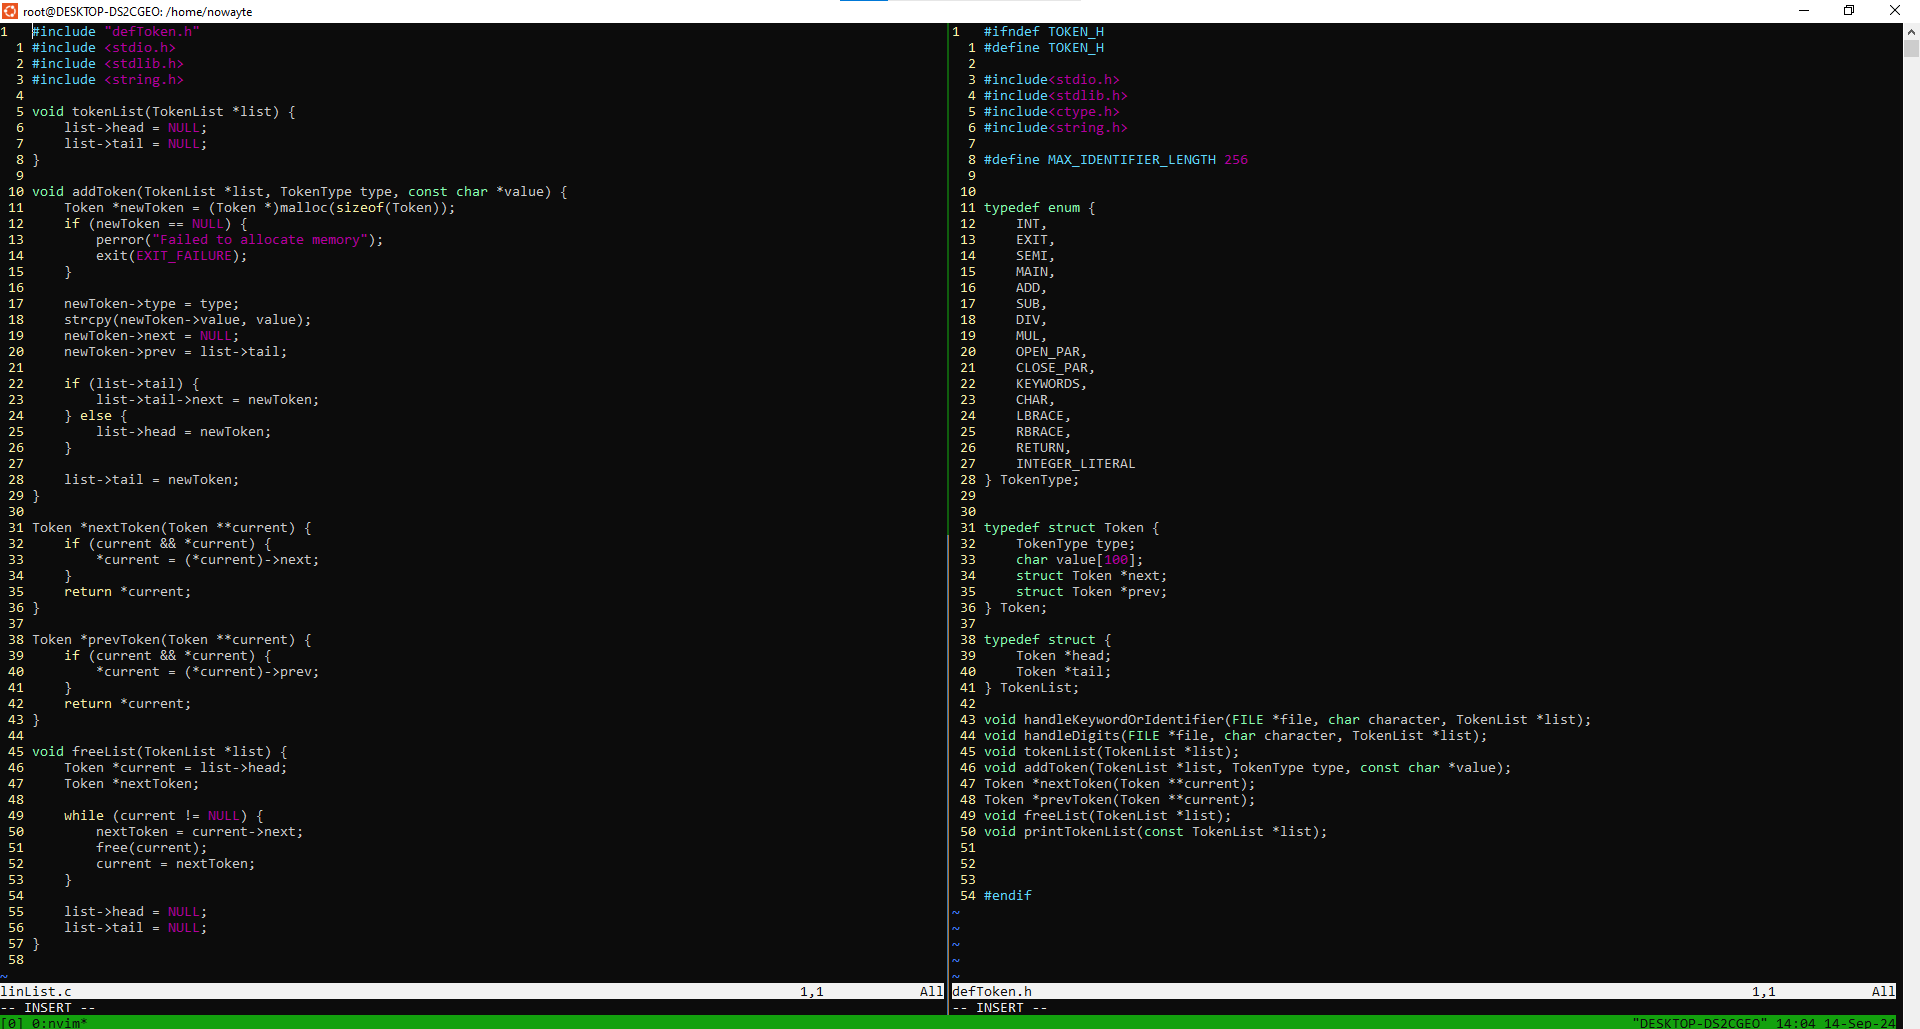 root@DESKTOP-DS2CGEO: /home/nowayte
1 #include "defToken.h"
1 #include <stdio.h>
2 #include <stdlib.h>
3 #include <string.h>
4
5 void tokenList(TokenList *list) {
6     list->head = NULL;
7     list->tail = NULL;
8 }
9
10 void addToken(TokenList *list, TokenType type, const char *value) {
11     Token *newToken = (Token *)malloc(sizeof(Token));
12     if (newToken == NULL) {
13         perror("Failed to allocate memory");
14         exit(EXIT_FAILURE);
15     }
16
17     newToken->type = type;
18     strcpy(newToken->value, value);
19     newToken->next = NULL;
20     newToken->prev = list->tail;
21
22     if (list->tail) {
23         list->tail->next = newToken;
24     } else {
25         list->head = newToken;
26     }
27
28     list->tail = newToken;
29 }
30
31 Token *nextToken(Token **current) {
32     if (current && *current) {
33         *current = (*current)->next;
34     }
35     return *current;
36 }
37
38 Token *prevToken(Token **current) {
39     if (current && *current) {
40         *current = (*current)->prev;
41     }
42     return *current;
43 }
44
45 void freeList(TokenList *list) {
46     Token *current = list->head;
47     Token *nextToken;
48
49     while (current != NULL) {
50         nextToken = current->next;
51         free(current);
52         current = nextToken;
53     }
54
55     list->head = NULL;
56     list->tail = NULL;
57 }
58
~
linList.c 1,1 All
-- INSERT --
1 #ifndef TOKEN_H
1 #define TOKEN_H
2
3 #include<stdio.h>
4 #include<stdlib.h>
5 #include<ctype.h>
6 #include<string.h>
7
8 #define MAX_IDENTIFIER_LENGTH 256
9
10
11 typedef enum {
12     INT,
13     EXIT,
14     SEMI,
15     MAIN,
16     ADD,
17     SUB,
18     DIV,
19     MUL,
20     OPEN_PAR,
21     CLOSE_PAR,
22     KEYWORDS,
23     CHAR,
24     LBRACE,
25     RBRACE,
26     RETURN,
27     INTEGER_LITERAL
28 } TokenType;
29
30
31 typedef struct Token {
32     TokenType type;
33     char value[100];
34     struct Token *next;
35     struct Token *prev;
36 } Token;
37
38 typedef struct {
39     Token *head;
40     Token *tail;
41 } TokenList;
42
43 void handleKeywordOrIdentifier(FILE *file, char character, TokenList *list);
44 void handleDigits(FILE *file, char character, TokenList *list);
45 void tokenList(TokenList *list);
46 void addToken(TokenList *list, TokenType type, const char *value);
47 Token *nextToken(Token **current);
48 Token *prevToken(Token **current);
49 void freeList(TokenList *list);
50 void printTokenList(const TokenList *list);
51
52
53
54 #endif
~
~
~
~
~
defToken.h 1,1 All
-- INSERT --
[0] 0:nvim* "DESKTOP-DS2CGEO" 14:04 14-Sep-24